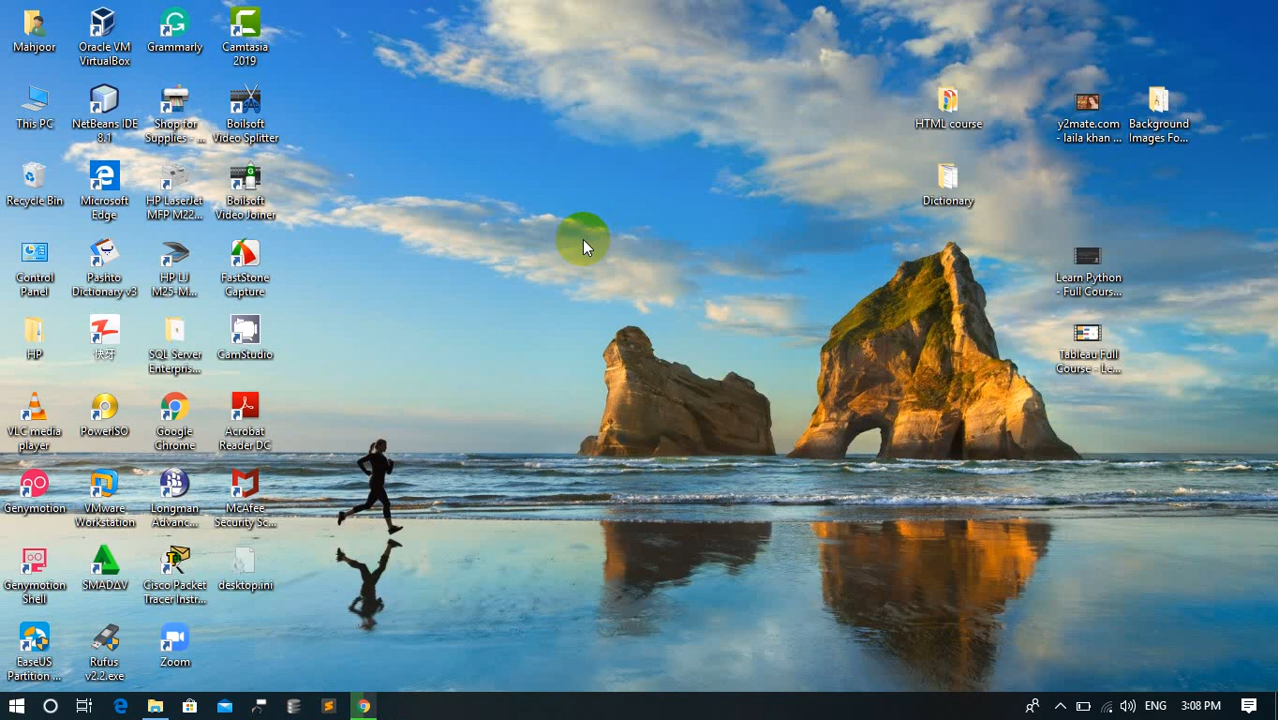 Mahjoor
Oracle VM
VirtualBox
Grammarly
Camtasia
2019
This PC
NetBeans IDE
8.1
Shop for
Supplies - ...
Boilsoft
Video Splitter
Recycle Bin
Microsoft
Edge
HP LaserJet
MFP M22...
Boilsoft
Video Joiner
Control
Panel
Pashto
Dictionary v3
HP LJ
M25-M...
FastStone
Capture
HP
快牙
SQL Server
Enterpris...
CamStudio
VLC media
player
PowerISO
Google
Chrome
Acrobat
Reader DC
Genymotion
VMware
Workstation
Longman
Advanc...
McAfee
Security Sc...
Genymotion
Shell
SMADAV
Cisco Packet
Tracer Instr...
desktop.ini
EaseUS
Partition ...
Rufus
v2.2.exe
Zoom
HTML course
y2mate.com
- laila khan ...
Background
Images Fo...
Dictionary
Learn Python
- Full Cours...
Tableau Full
Course - Le...
ENG
3:08 PM